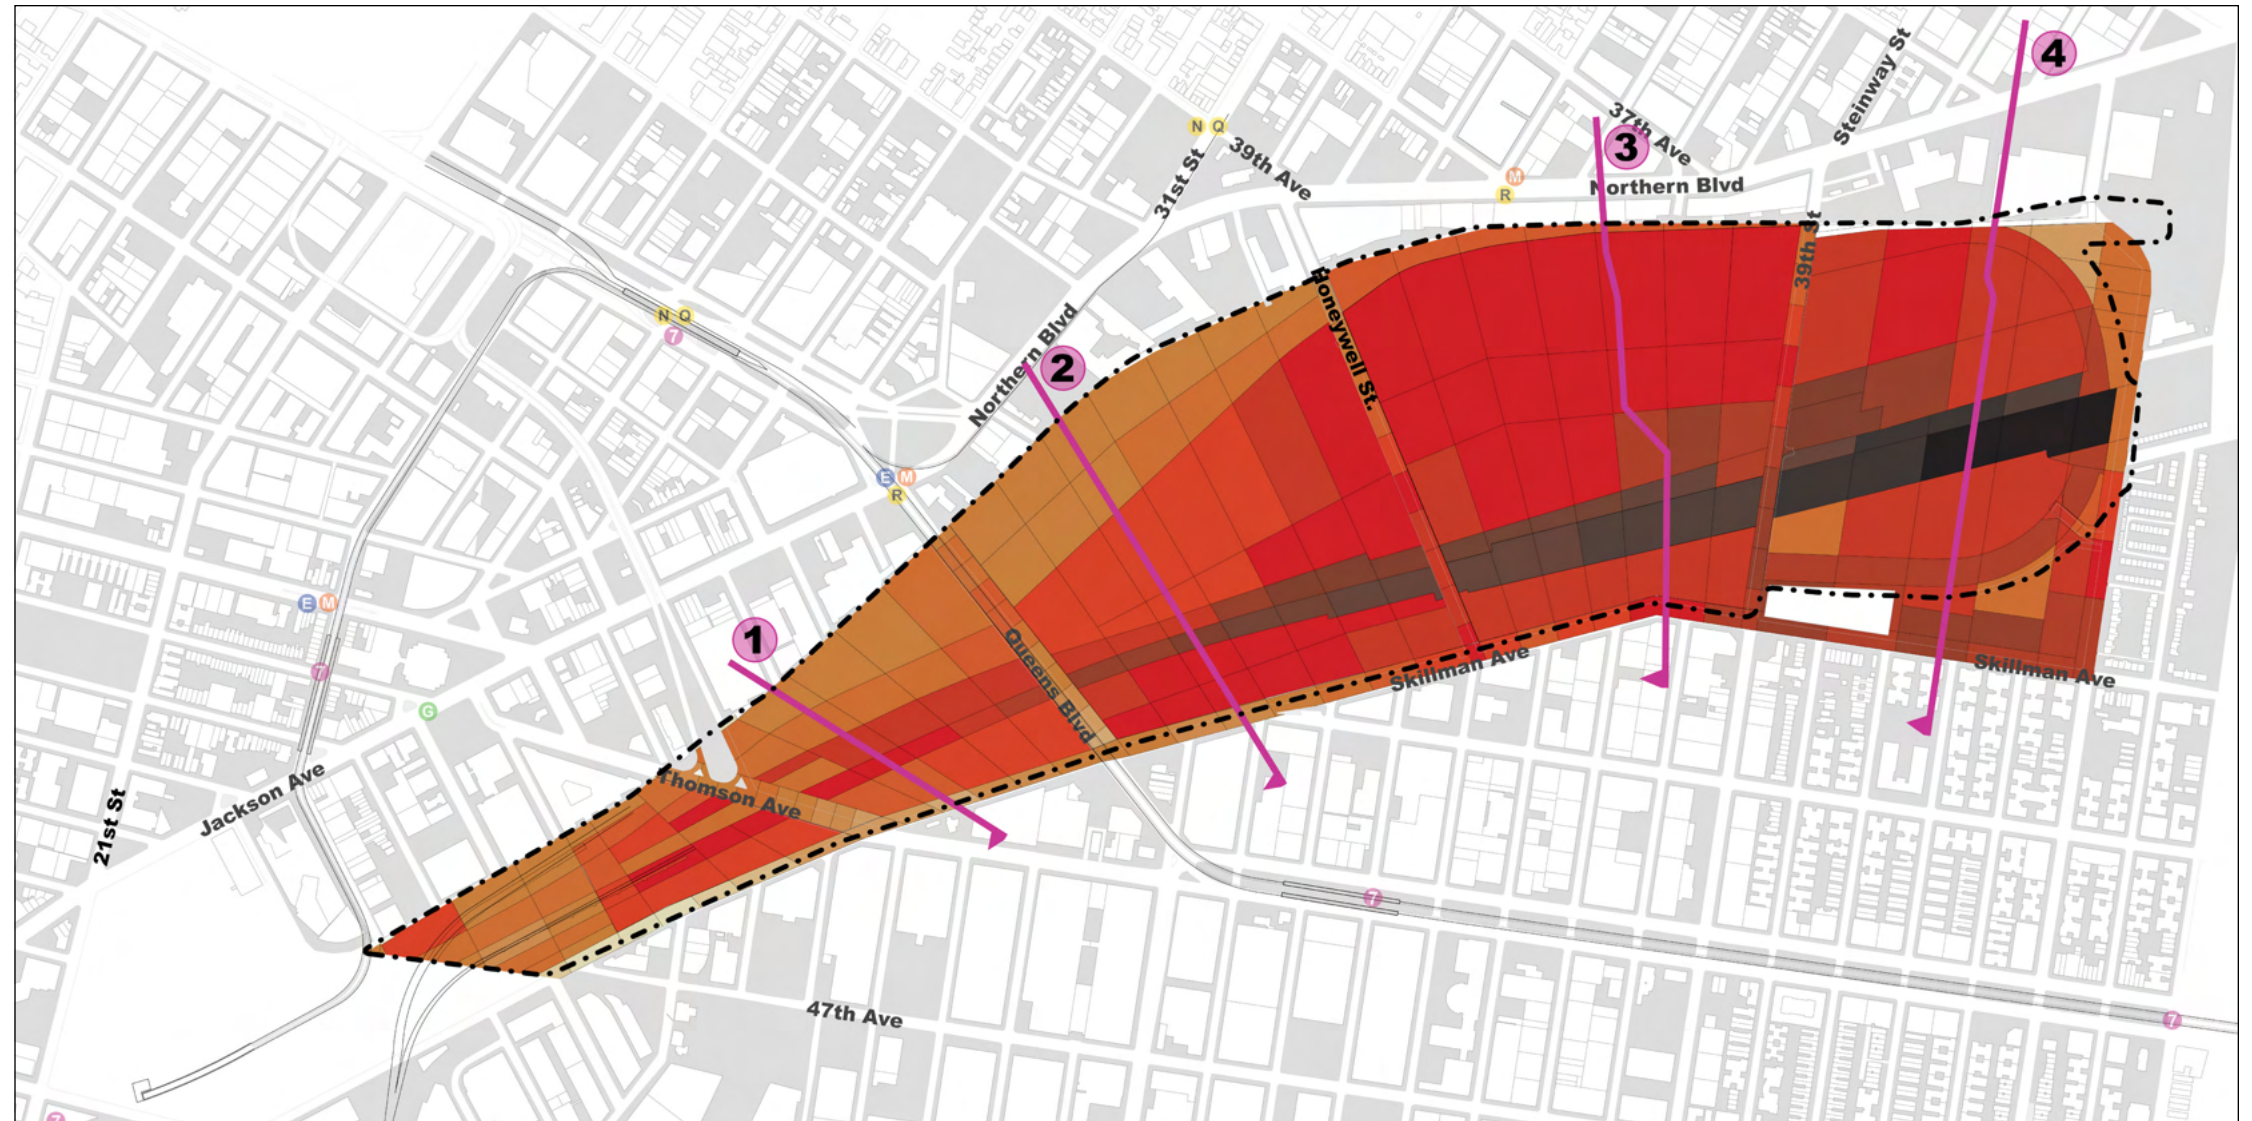 Steinway St
4
37th Ave
3
N Q
39th Ave
31st St
M
R
Northern Blvd
39th St
Honeywell St.
N Q
7
Northern Blvd
2
E M
R
E M
7
1
Queens Blvd
Skillman Ave
Skillman Ave
G
Thomson Ave
Jackson Ave
21st St
7
47th Ave
7
7